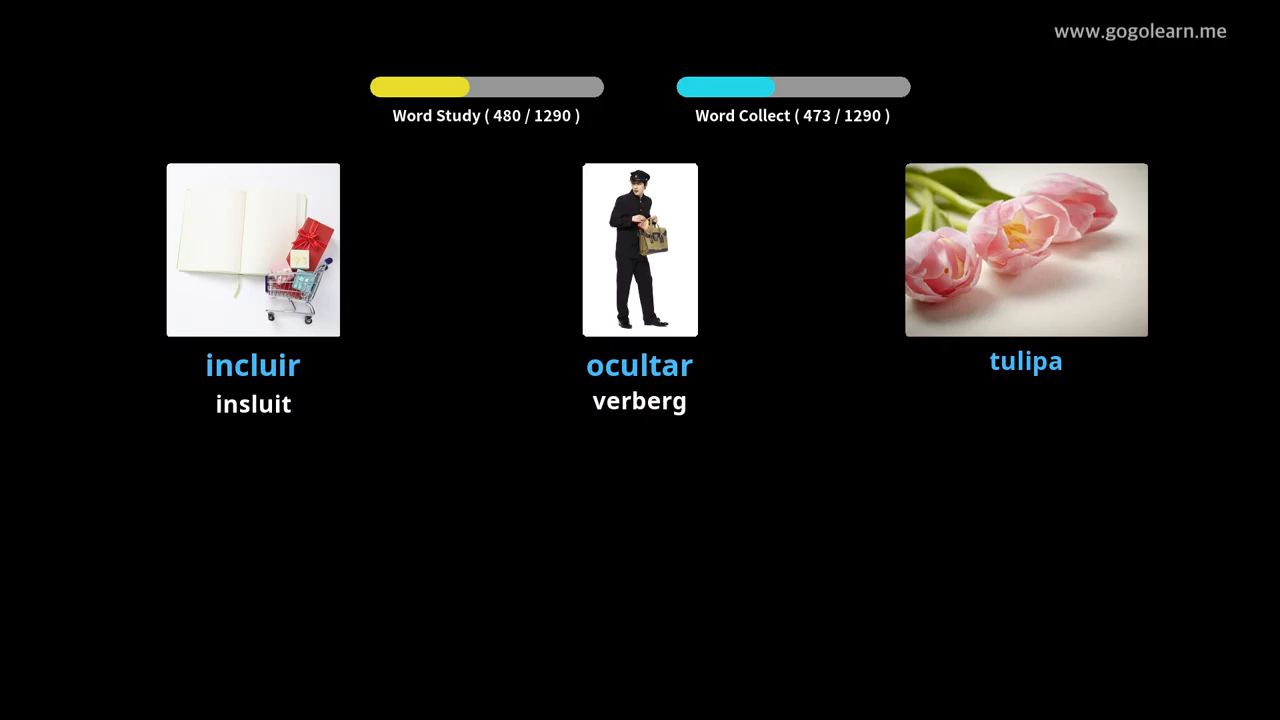 www.gogolearn.me
Word Study ( 480 / 1290 )
Word Collect ( 473 / 1290 )
incluir
insluit
ocultar
verberg
tulipa